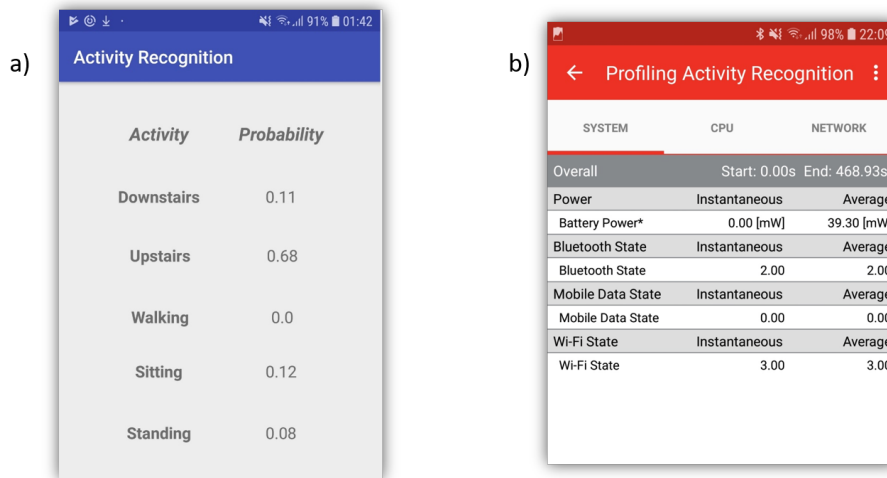 a)
91% 01:42
Activity Recognition
Activity Probability
Downstairs 0.11
Upstairs 0.68
Walking 0.0
Sitting 0.12
Standing 0.08
b)
98% 22:09
Profiling Activity Recognition
SYSTEM CPU NETWORK
Overall Start: 0.00s End: 468.93s
Power Instantaneous Average
Battery Power* 0.00 [mW] 39.30 [mW
Bluetooth State Instantaneous Average
Bluetooth State 2.00 2.00
Mobile Data State Instantaneous Average
Mobile Data State 0.00 0.00
Wi-Fi State Instantaneous Average
Wi-Fi State 3.00 3.00